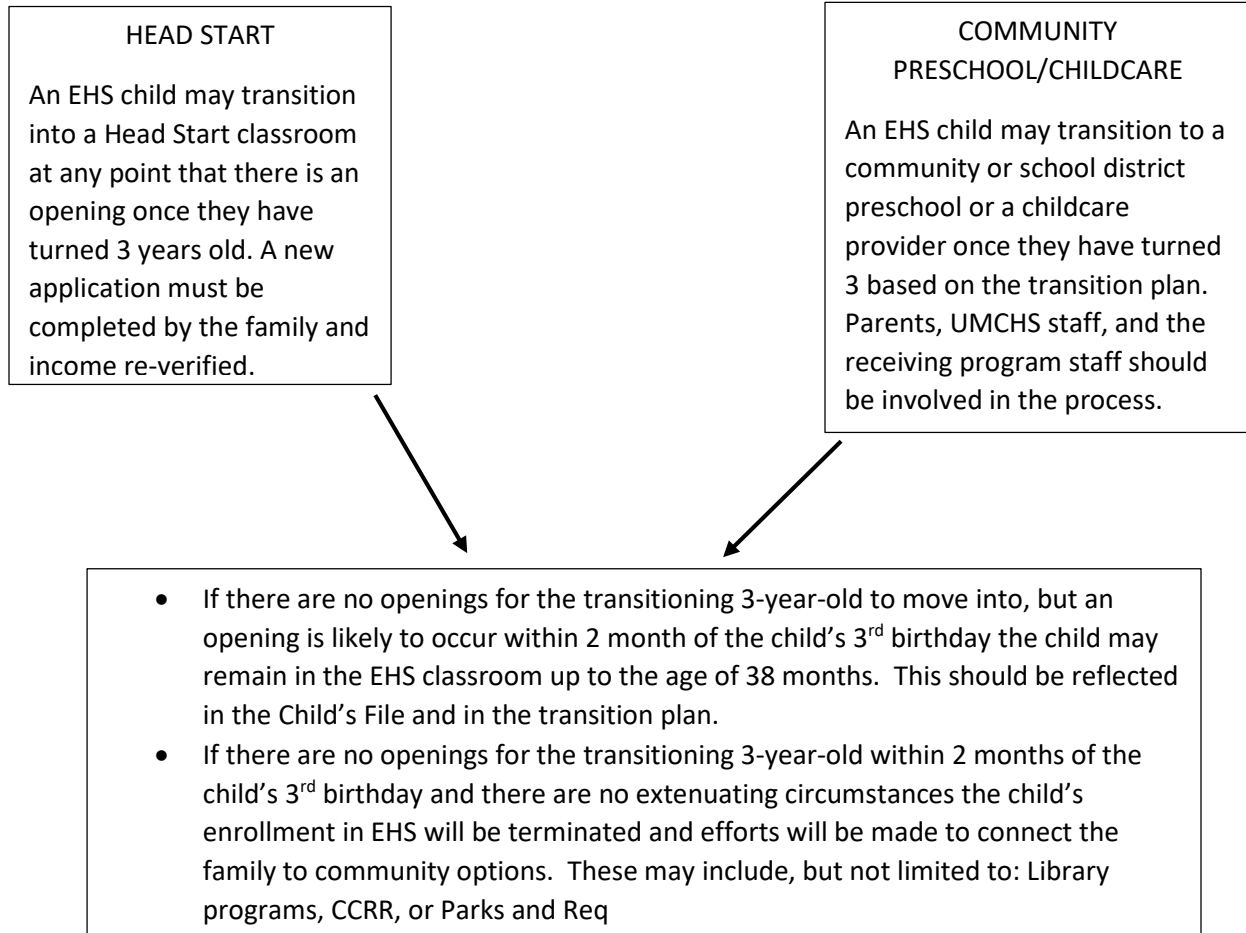 HEAD START
An EHS child may transition
into a Head Start classroom
at any point that there is an
opening once they have
turned 3 years old. A new
application must be
completed by the family and
income re-verified.
COMMUNITY
PRESCHOOL/CHILDCARE
An EHS child may transition to a
community or school district
preschool or a childcare
provider once they have turned
3 based on the transition plan.
Parents, UMCHS staff, and the
receiving program staff should
be involved in the process.
• If there are no openings for the transitioning 3-year-old to move into, but an
opening is likely to occur within 2 month of the child’s 3rd birthday the child may
remain in the EHS classroom up to the age of 38 months.  This should be reflected
in the Child’s File and in the transition plan.
• If there are no openings for the transitioning 3-year-old within 2 months of the
child’s 3rd birthday and there are no extenuating circumstances the child’s
enrollment in EHS will be terminated and efforts will be made to connect the
family to community options.  These may include, but not limited to: Library
programs, CCRR, or Parks and Req